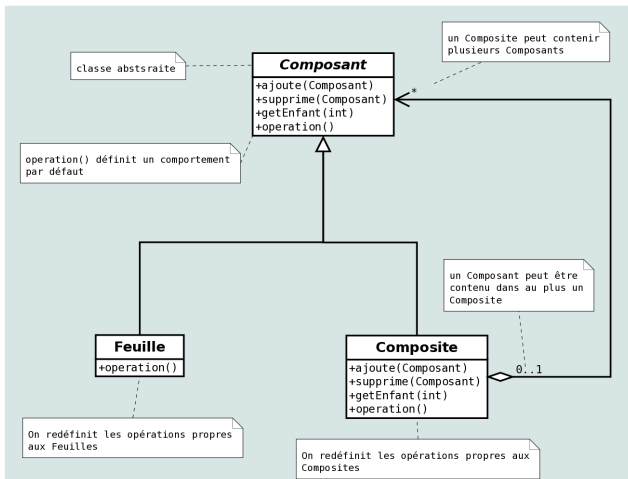 un Composite peut contenir
plusieurs Composants
classe abstsraite
Composant
+ajoute(Composant)
+supprime(Composant)
+getEnfant(int)
+operation()
*
operation() définit un comportement
par défaut
un Composant peut être
contenu dans au plus un
Composite
Feuille
+operation()
Composite
+ajoute(Composant)
+supprime(Composant)
+getEnfant(int)
+operation()
0..1
On redéfinit les opérations propres
aux Feuilles
On redéfinit les opérations propres aux
Composites